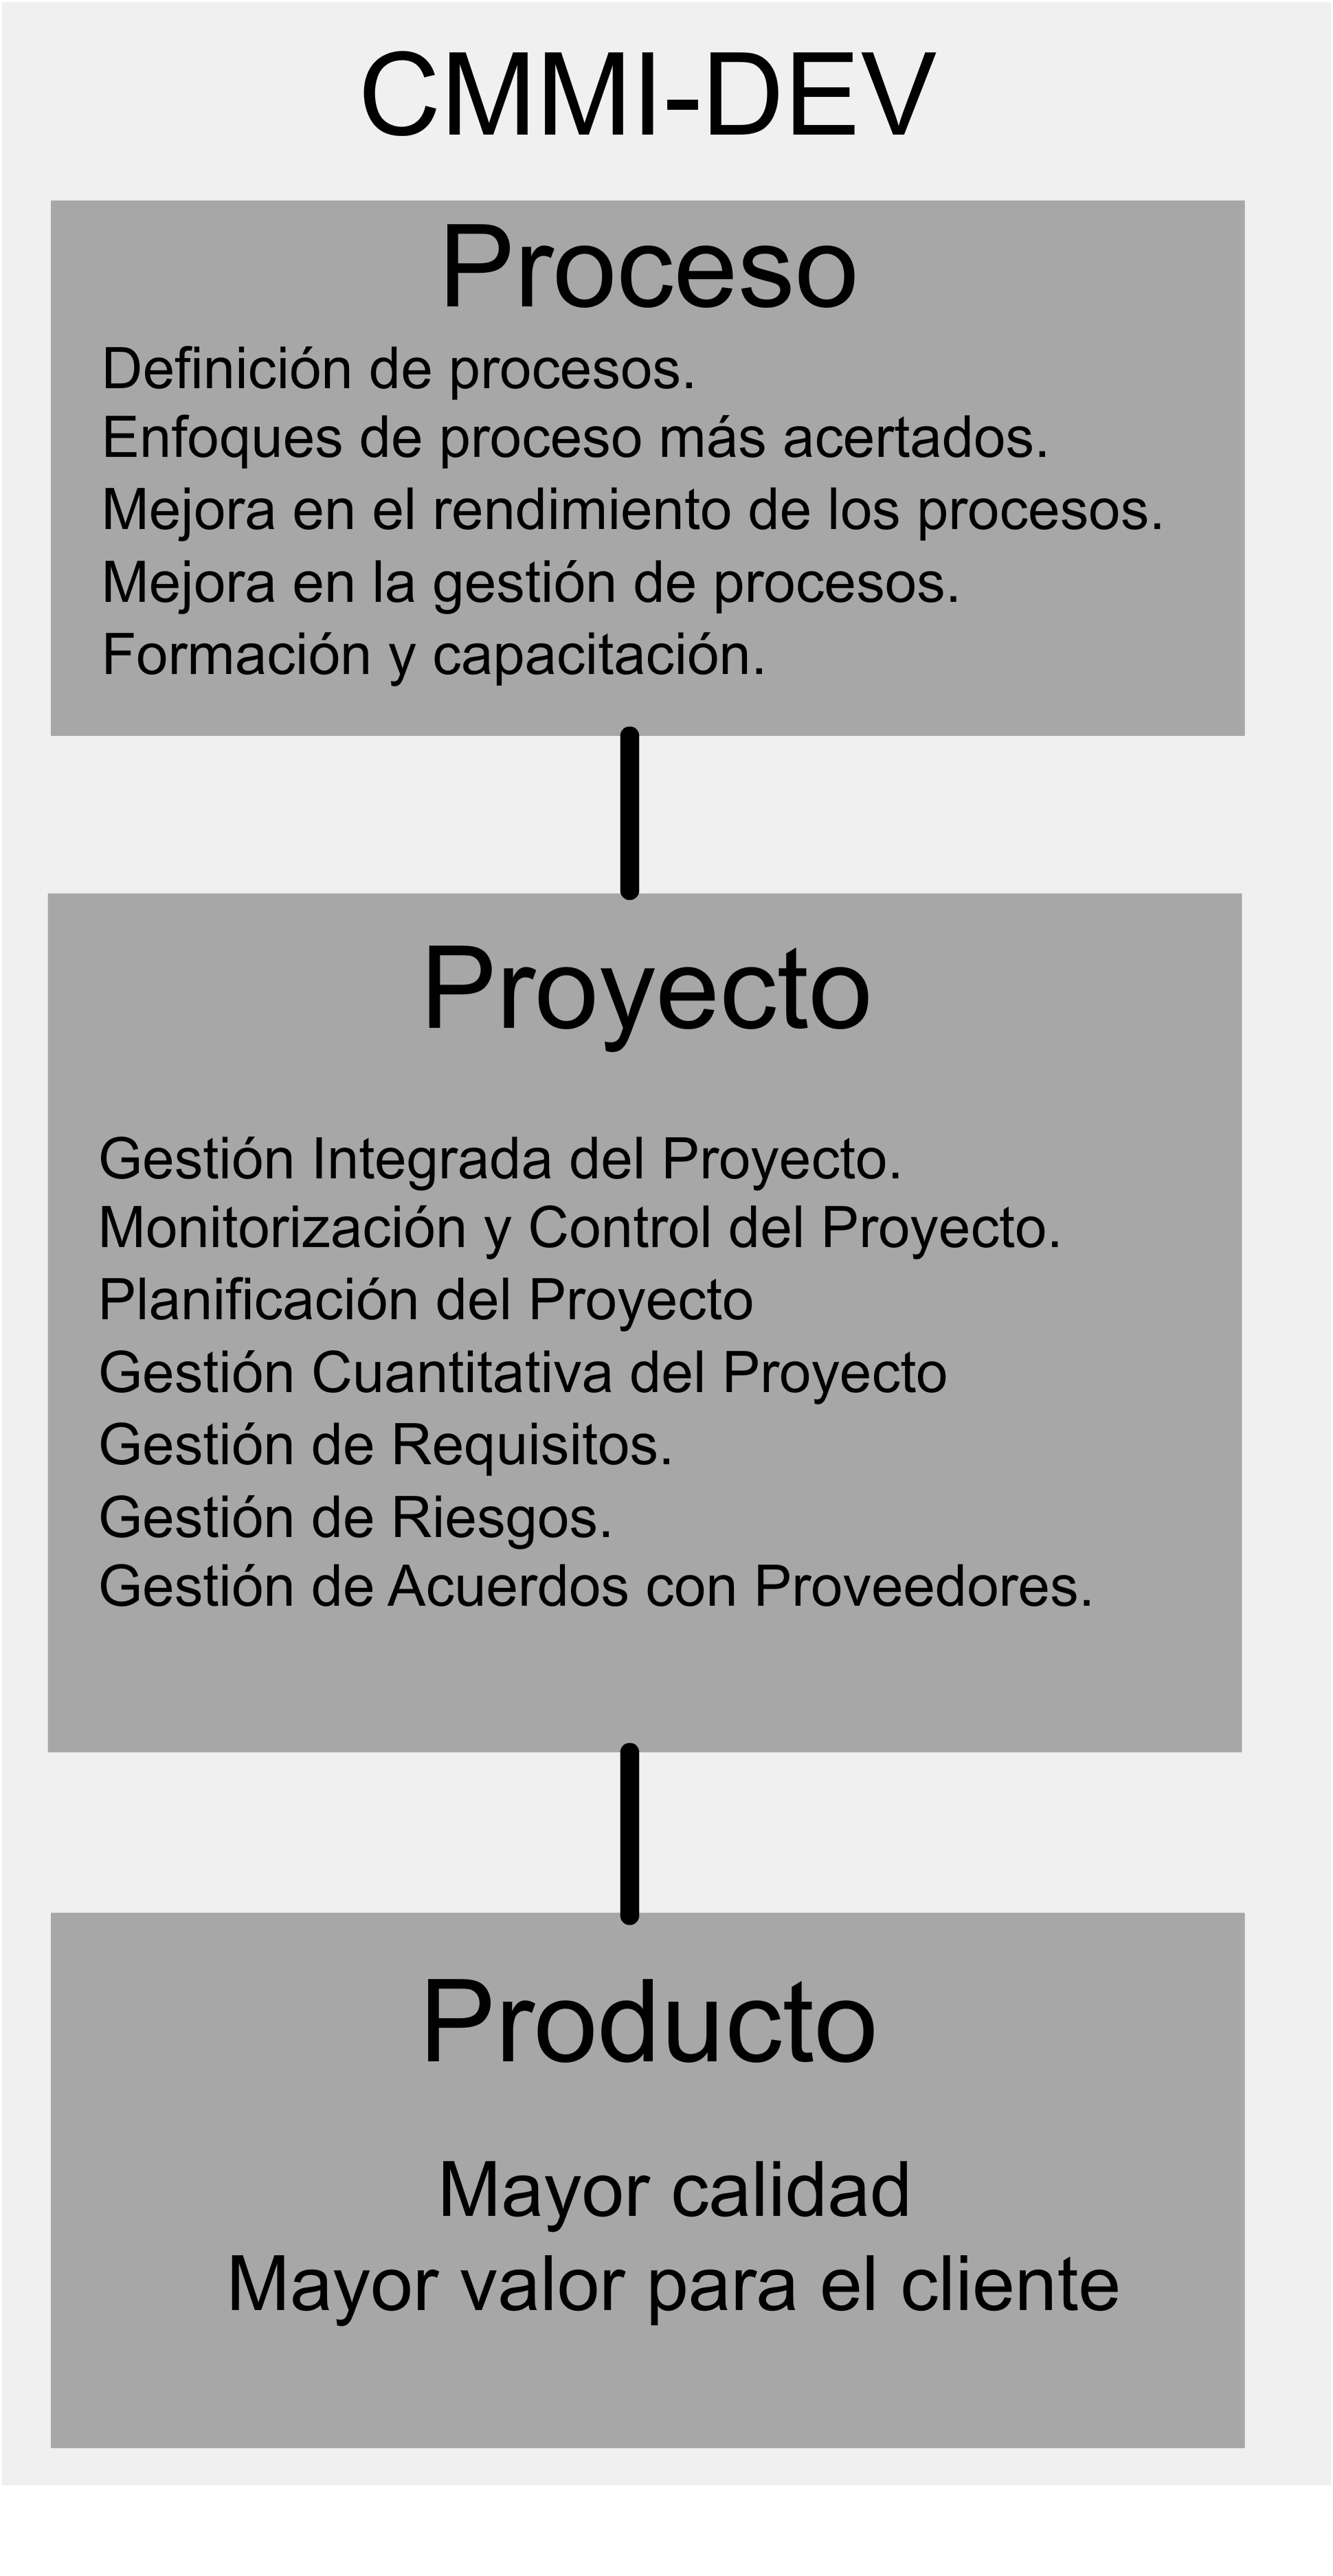 CMMI-DEV
Proceso
Definición de procesos.
Enfoques de proceso más acertados.
Mejora en el rendimiento de los procesos.
Mejora en la gestión de procesos.
Formación y capacitación.
Proyecto
Gestión Integrada del Proyecto.
Monitorización y Control del Proyecto.
Planificación del Proyecto
Gestión Cuantitativa del Proyecto
Gestión de Requisitos.
Gestión de Riesgos.
Gestión de Acuerdos con Proveedores.
Producto
Mayor calidad
Mayor valor para el cliente